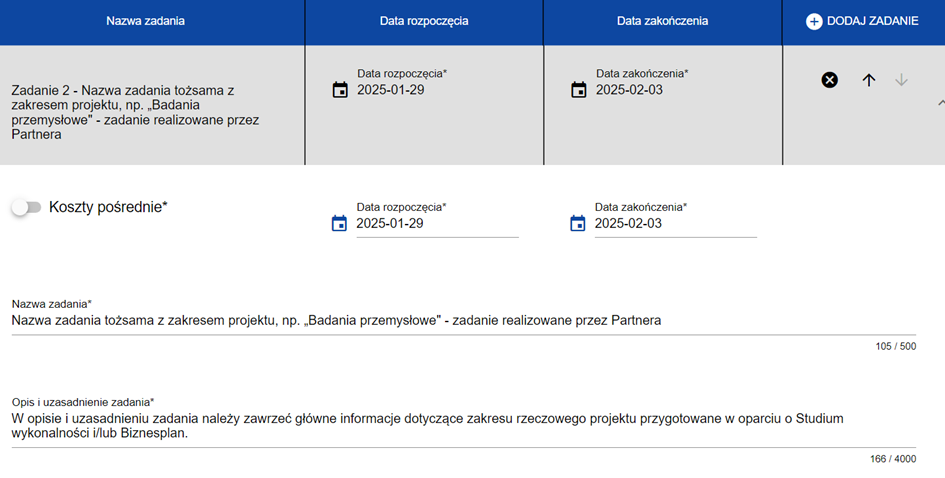 Nazwa zadania
Data rozpoczęcia
Data zakończenia
DODAJ ZADANIE
Zadanie 2 - Nazwa zadania tożsama z
zakresem projektu, np. „Badania
przemysłowe" - zadanie realizowane przez
Partnera
Data rozpoczęcia*
2025-01-29
Data zakończenia*
2025-02-03
Koszty pośrednie*
Data rozpoczęcia*
2025-01-29
Data zakończenia*
2025-02-03
Nazwa zadania*
Nazwa zadania tożsama z zakresem projektu, np. „Badania przemysłowe" - zadanie realizowane przez Partnera
105 / 500
Opis i uzasadnienie zadania*
W opisie i uzasadnieniu zadania należy zawrzeć główne informacje dotyczące zakresu rzeczowego projektu przygotowane w oparciu o Studium
wykonalności i/lub Biznesplan.
166 / 4000